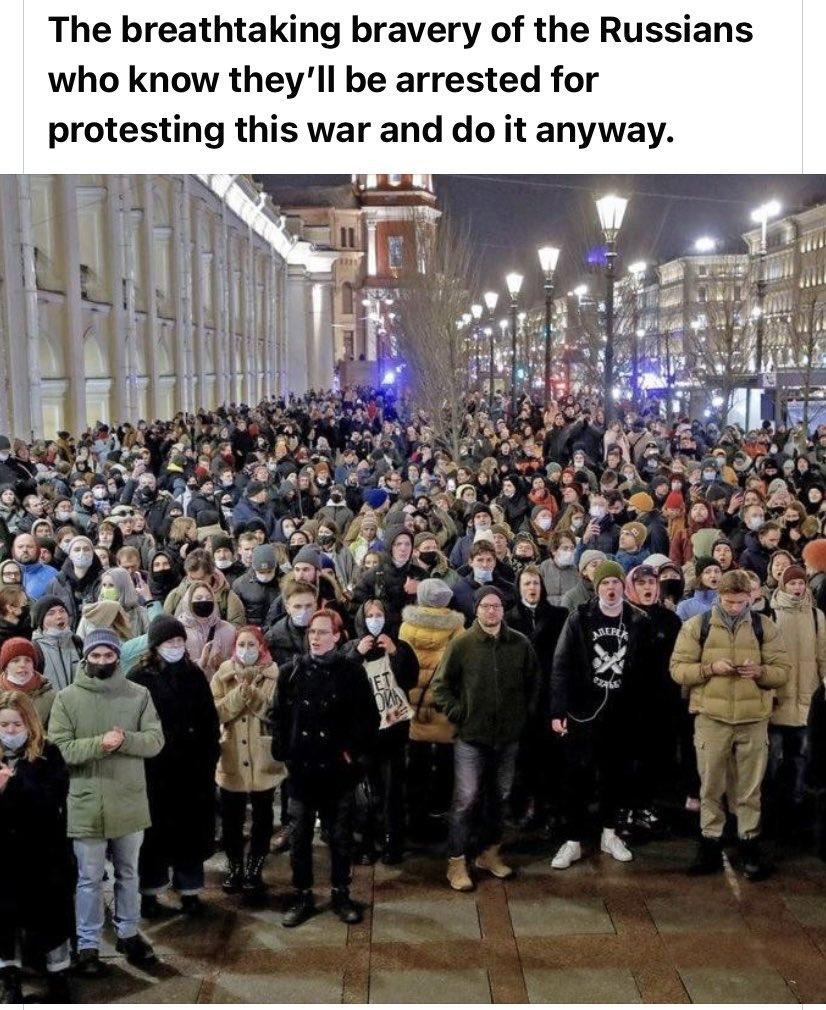 The breathtaking bravery of the Russians
who know they’ll be arrested for
protesting this war and do it anyway.